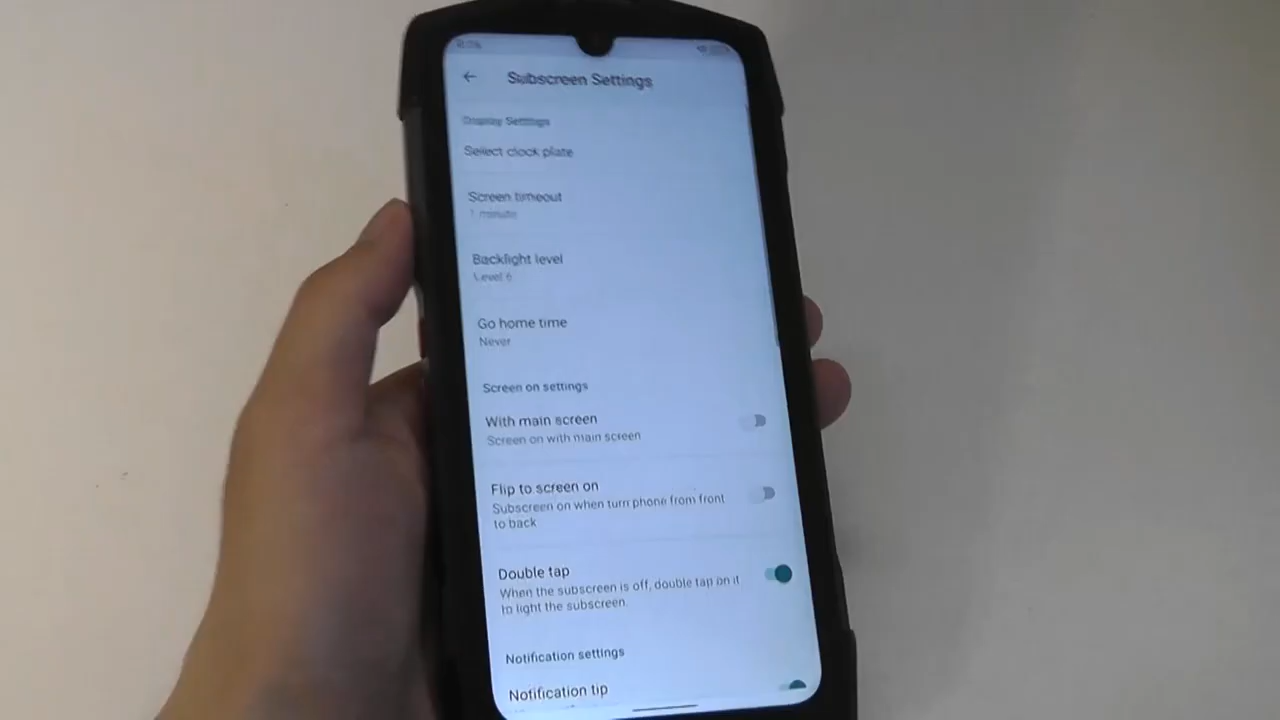 Subscreen Settings
Display Settings
Select clock plate
Screen timeout
1 minute
Backlight level
Level 6
Go home time
Never
Screen on settings
With main screen
Screen on with main screen
Flip to screen on
Subscreen on when turn phone from front
to back
Double tap
When the subscreen is off, double tap on it
to light the subscreen.
Notification settings
Notification tip